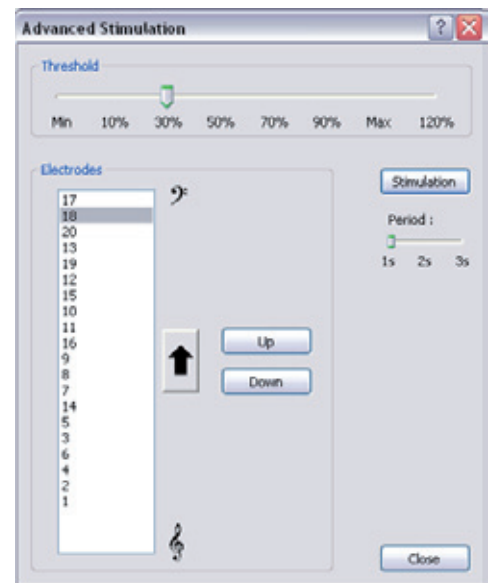 Advanced Stimulation
Threshold
Min 10% 30% 50% 70% 90% Max 120%
Electrodes
17
18
20
13
19
12
15
10
11
16
9
8
7
14
5
3
6
4
2
1
Up
Down
Stimulation
Period :
1s 2s 3s
Close